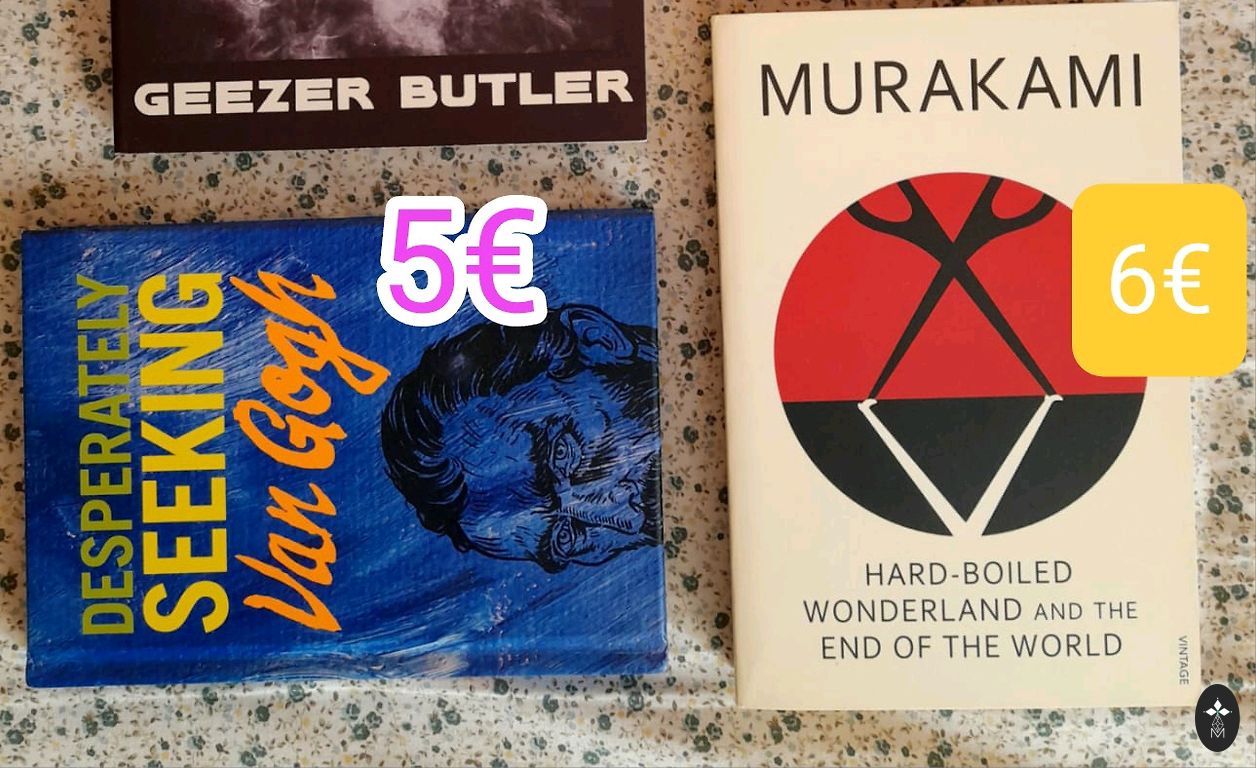 GEEZER BUTLER
DESPERATELY
SEEKING
Van Gogh
5€
MURAKAMI
6€
HARD-BOILED
WONDERLAND AND THE
END OF THE WORLD
VINTAGE
M